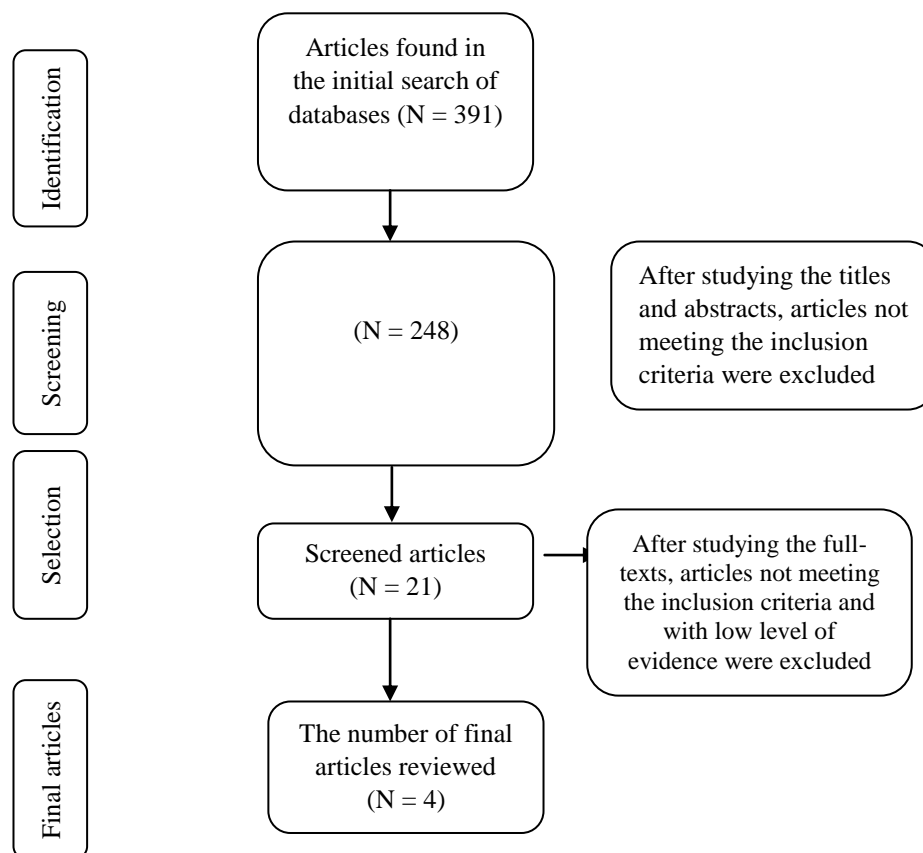 Identification
Articles found in
the initial search of
databases (N = 391)
Screening
(N = 248)
After studying the titles
and abstracts, articles not
meeting the inclusion
criteria were excluded
Selection
Screened articles
(N = 21)
After studying the full-
texts, articles not meeting
the inclusion criteria and
with low level of
evidence were excluded
Final articles
The number of final
articles reviewed
(N = 4)